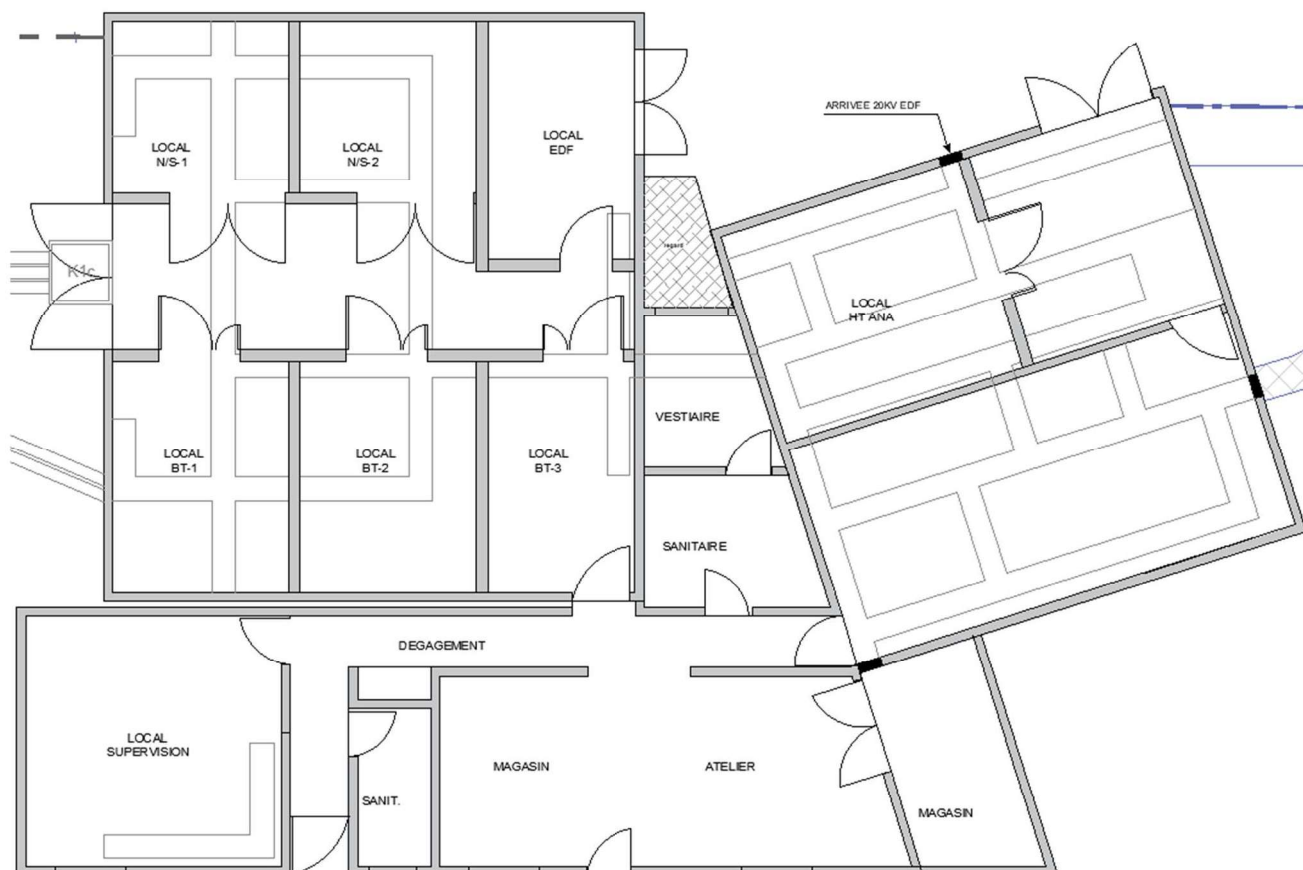 ARRIVEE 20KV EDF
LOCAL
N/S-1
LOCAL
N/S-2
LOCAL
EDF
regard
K1c
LOCAL
HT ANA
VESTIAIRE
LOCAL
BT-1
LOCAL
BT-2
LOCAL
BT-3
SANITAIRE
DEGAGEMENT
LOCAL
SUPERVISION
MAGASIN
ATELIER
SANIT.
MAGASIN